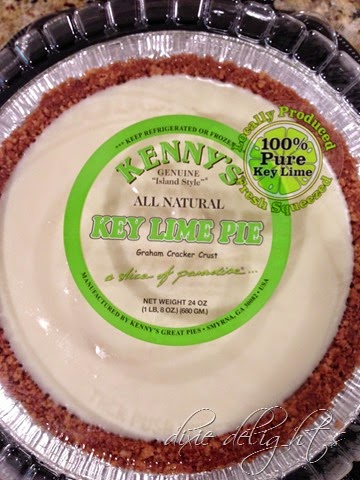 ...KEEP REFRIGERATED OR FROZEN
KENNY'S
GENUINE
"Island Style"
ALL NATURAL
KEY LIME PIE
Graham Cracker Crust
a slice of paradise...
NET WEIGHT 24 OZ
(1 LB, 8 OZ.) (680 GM.)
MANUFACTURED BY KENNY'S GREAT PIES • SMYRNA, GA 30082 • USA
Locally Produced
100%
Pure
Key Lime
Fresh Squeezed
dixie delights